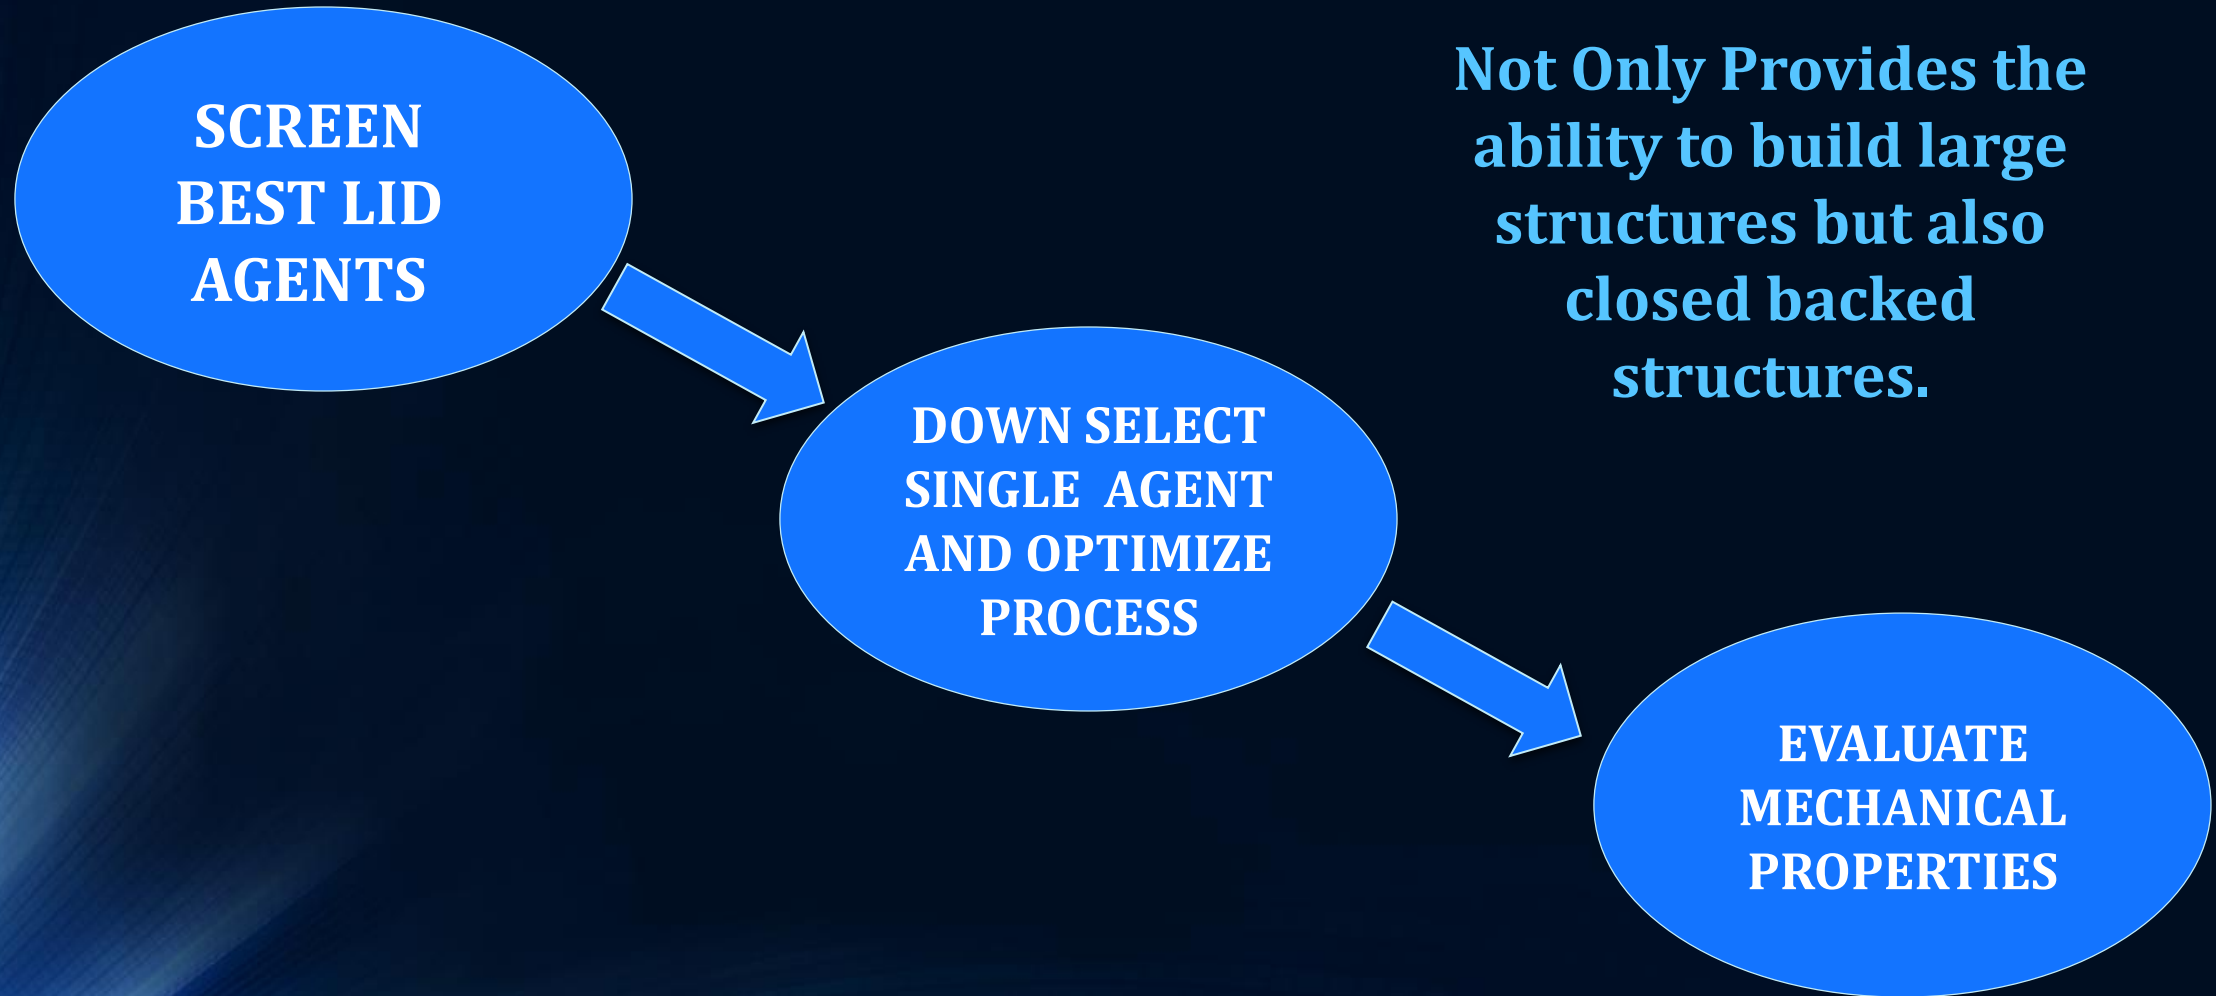 SCREEN
BEST LID
AGENTS
Not Only Provides the
ability to build large
structures but also
closed backed
structures.
DOWN SELECT
SINGLE  AGENT
AND OPTIMIZE
PROCESS
EVALUATE
MECHANICAL
PROPERTIES